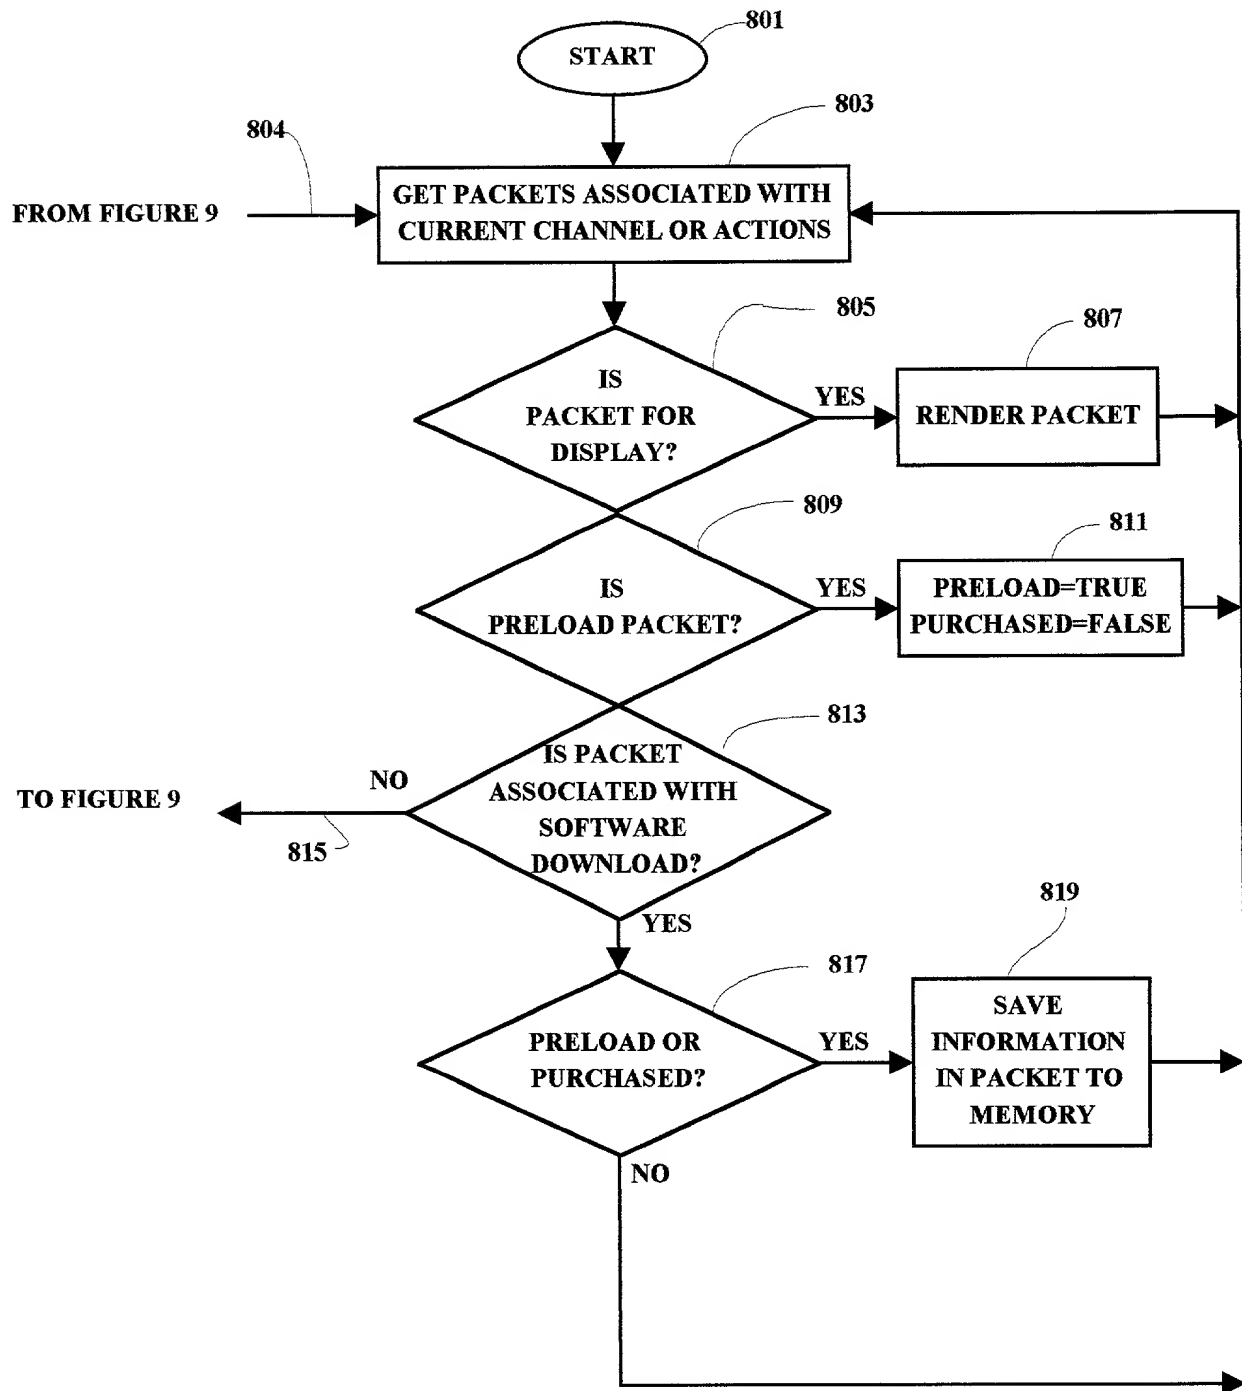 801
START
803
804
GET PACKETS ASSOCIATED WITH
CURRENT CHANNEL OR ACTIONS
FROM FIGURE 9
805
807
IS
PACKET FOR
DISPLAY?
YES
RENDER PACKET
809
811
IS
PRELOAD PACKET?
YES
PRELOAD=TRUE
PURCHASED=FALSE
813
IS PACKET
ASSOCIATED WITH
SOFTWARE
DOWNLOAD?
NO
TO FIGURE 9
815
YES
819
817
PRELOAD OR
PURCHASED?
YES
SAVE
INFORMATION
IN PACKET TO
MEMORY
NO